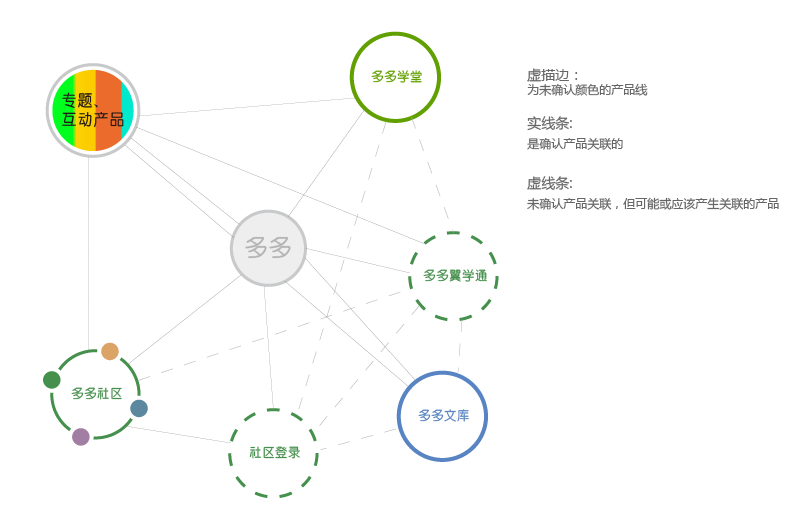 多多学堂
专题、
互动产品
多多
多多翼学通
多多社区
多多文库
社区登录
虚描边：
为未确认颜色的产品线
实线条:
是确认产品关联的
虚线条:
未确认产品关联，但可能或应该产生关联的产品